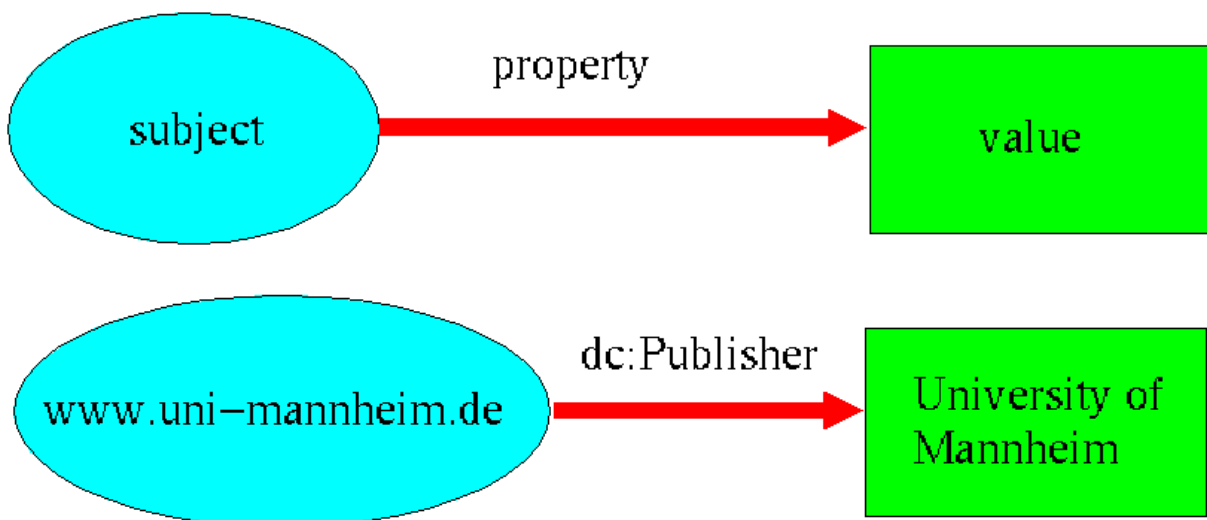 property
subject
value
dc:Publisher
www.uni-mannheim.de
University of
Mannheim